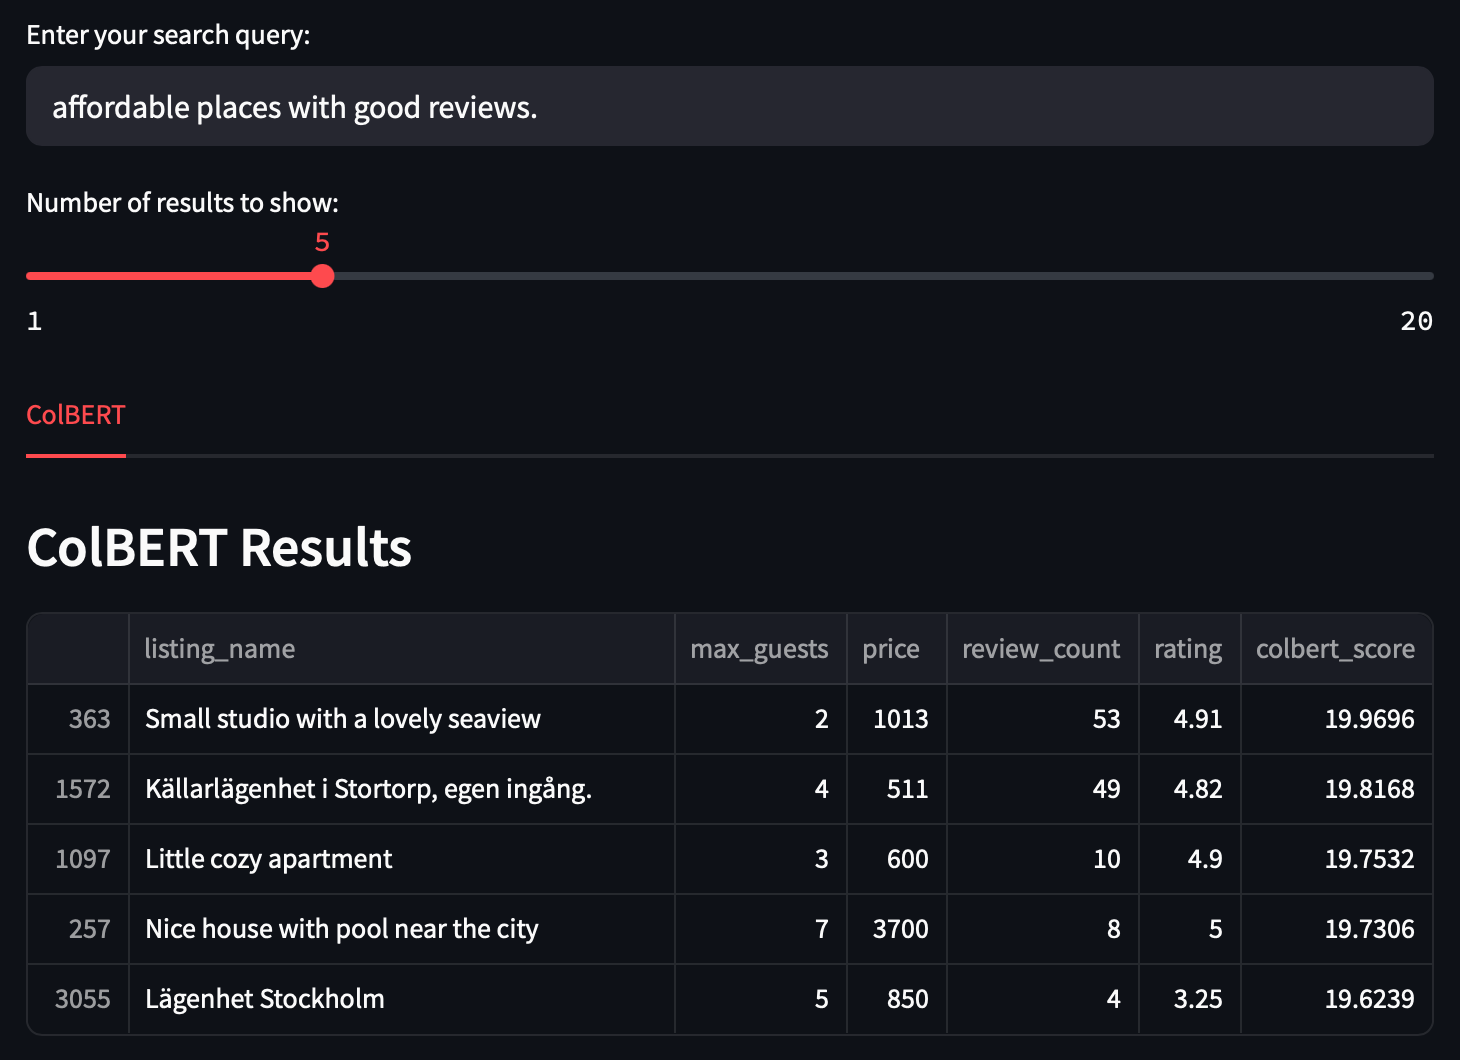 Enter your search query:
affordable places with good reviews.
Number of results to show:
5
1 20
ColBERT
ColBERT Results
listing_name max_guests price review_count rating colbert_score
363 Small studio with a lovely seaview 2 1013 53 4.91 19.9696
1572 Källarlägenhet i Stortorp, egen ingång. 4 511 49 4.82 19.8168
1097 Little cozy apartment 3 600 10 4.9 19.7532
257 Nice house with pool near the city 7 3700 8 5 19.7306
3055 Lägenhet Stockholm 5 850 4 3.25 19.6239